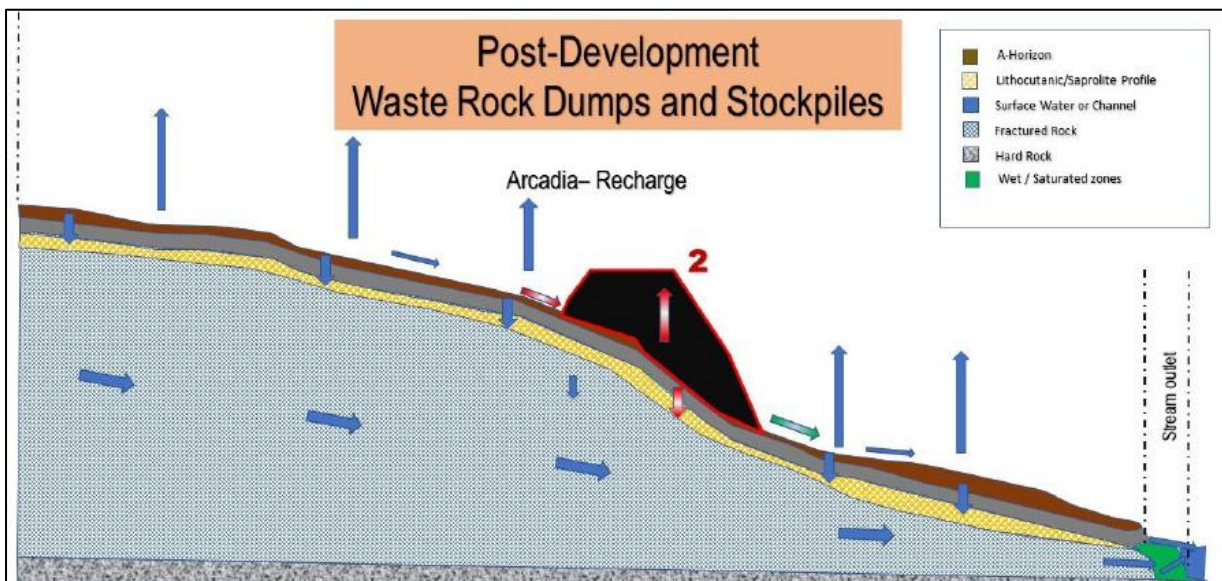 Post-Development
Waste Rock Dumps and Stockpiles
A-Horizon
Lithocutanic/Saprolite Profile
Surface Water or Channel
Fractured Rock
Hard Rock
Wet / Saturated zones
Arcadia– Recharge
2
Stream outlet